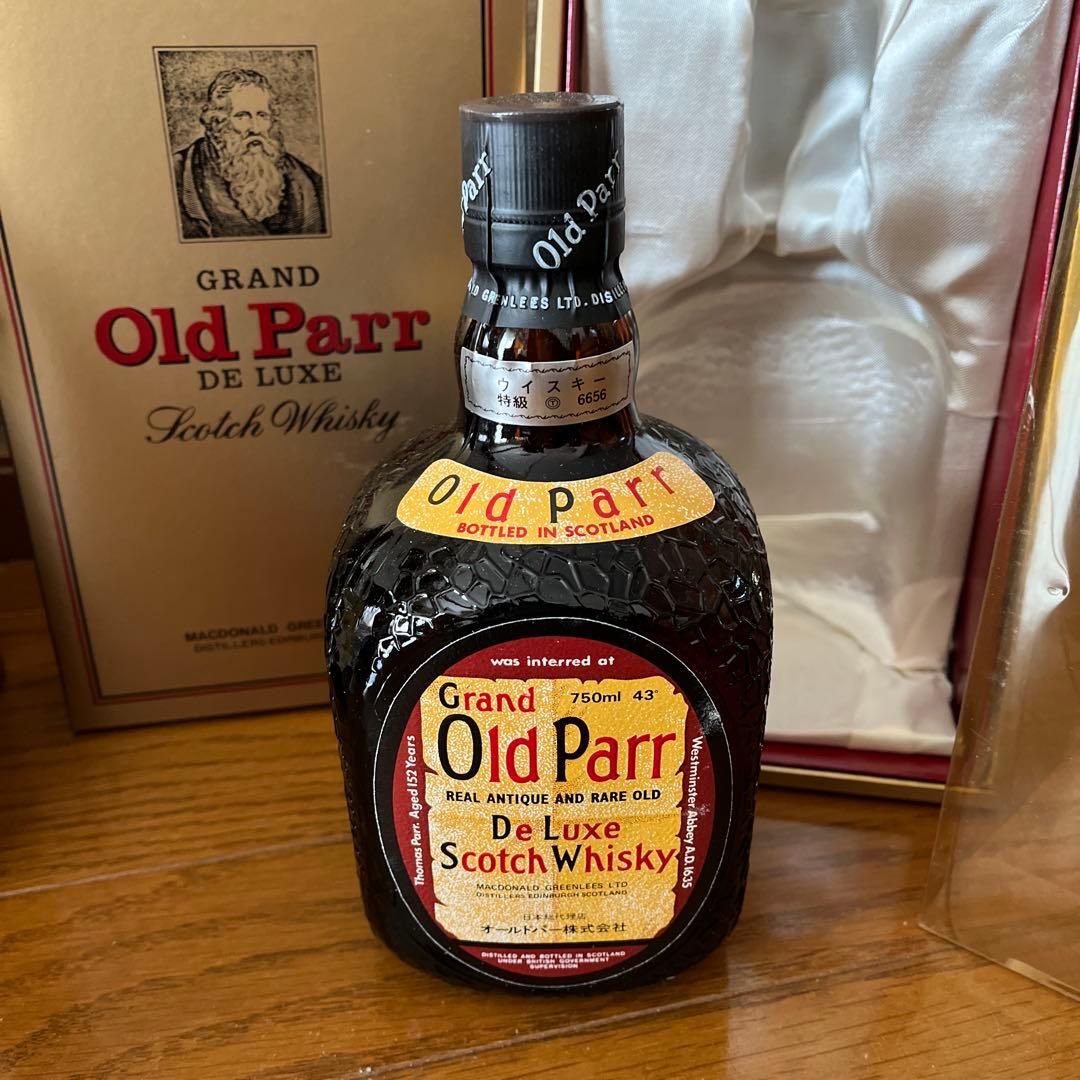 GRAND
Old Parr
DE LUXE
Scotch Whisky
MACDONALD GREE
DISTILLERS EDINBURGH
Parr
Old Parr
GREENLEES LTD. DISTILLE
ウイスキー
特級 Ⓣ 6656
Old Parr
BOTTLED IN SCOTLAND
was interred at
Grand 750ml 43°
Old Parr
REAL ANTIQUE AND RARE OLD
De Luxe
Scotch Whisky
MACDONALD GREENLEES LTD
DISTILLERS EDINBURGH SCOTLAND
日本総代理店
オールドパー株式会社
Thomas Parr. Aged 152 Years
Westminster Abbey A.D. 1635
DISTILLED AND BOTTLED IN SCOTLAND
UNDER BRITISH GOVERNMENT
SUPERVISION